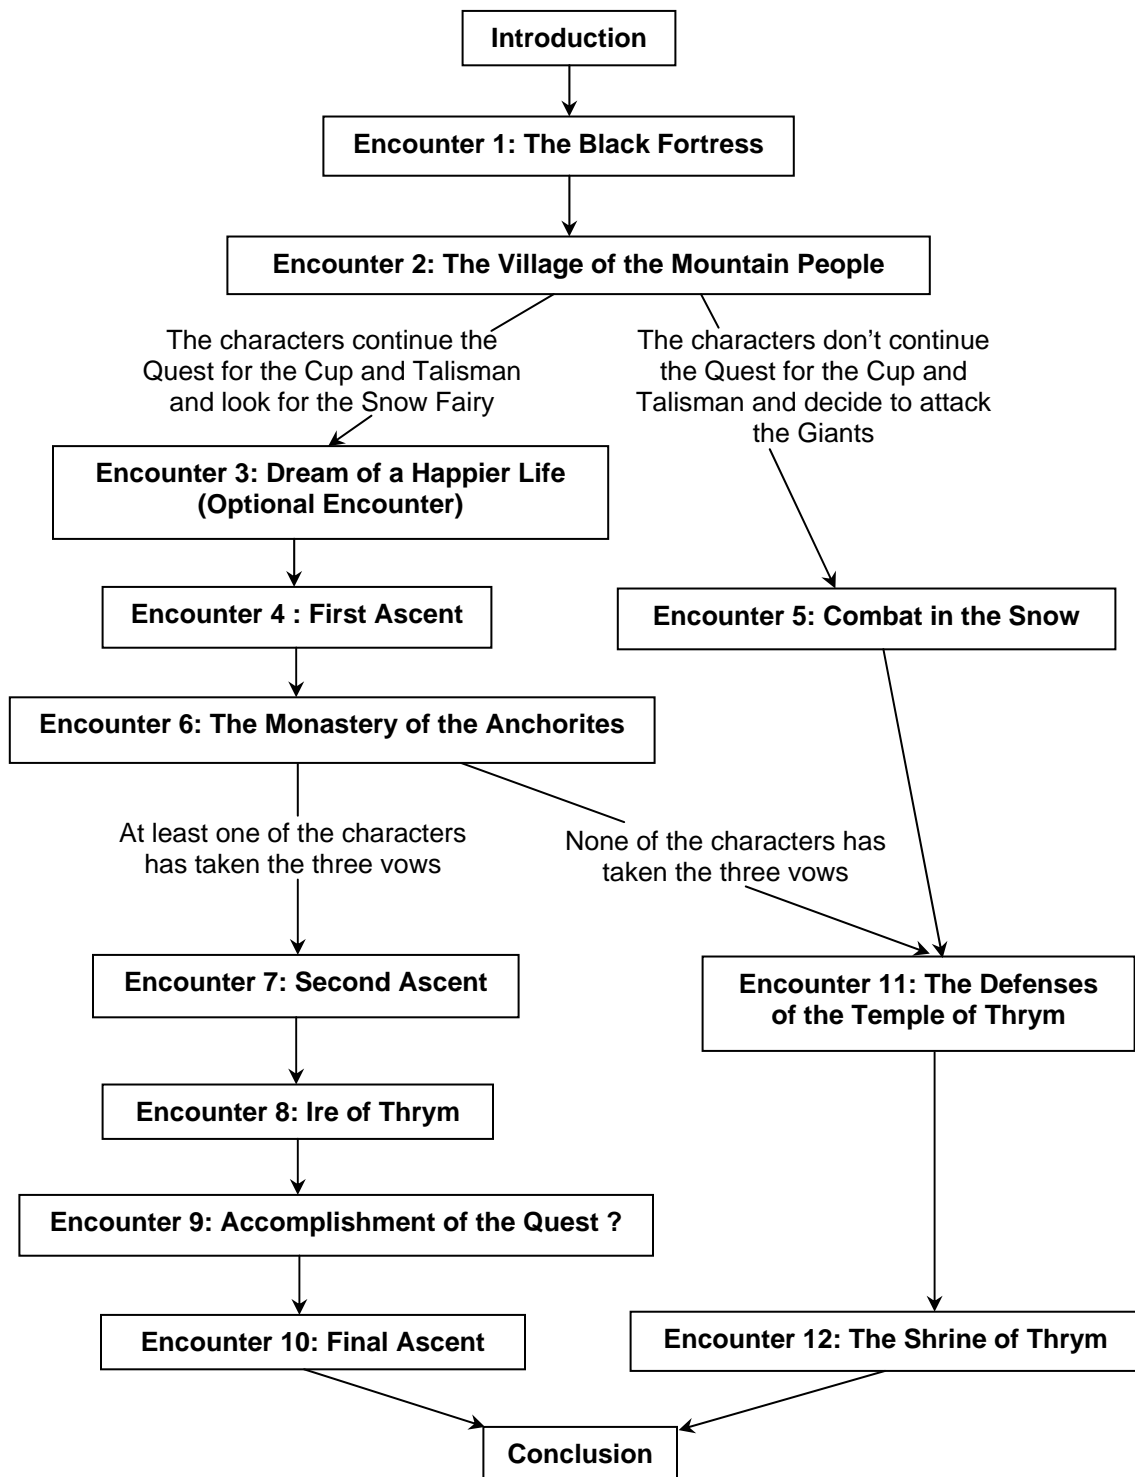 Introduction
Encounter 1: The Black Fortress
Encounter 2: The Village of the Mountain People
The characters continue the
Quest for the Cup and Talisman
and look for the Snow Fairy
The characters don't continue
the Quest for the Cup and
Talisman and decide to attack
the Giants
Encounter 3: Dream of a Happier Life
(Optional Encounter)
Encounter 4 : First Ascent
Encounter 5: Combat in the Snow
Encounter 6: The Monastery of the Anchorites
At least one of the characters
has taken the three vows
None of the characters has
taken the three vows
Encounter 7: Second Ascent
Encounter 11: The Defenses
of the Temple of Thrym
Encounter 8: Ire of Thrym
Encounter 9: Accomplishment of the Quest ?
Encounter 10: Final Ascent
Encounter 12: The Shrine of Thrym
Conclusion